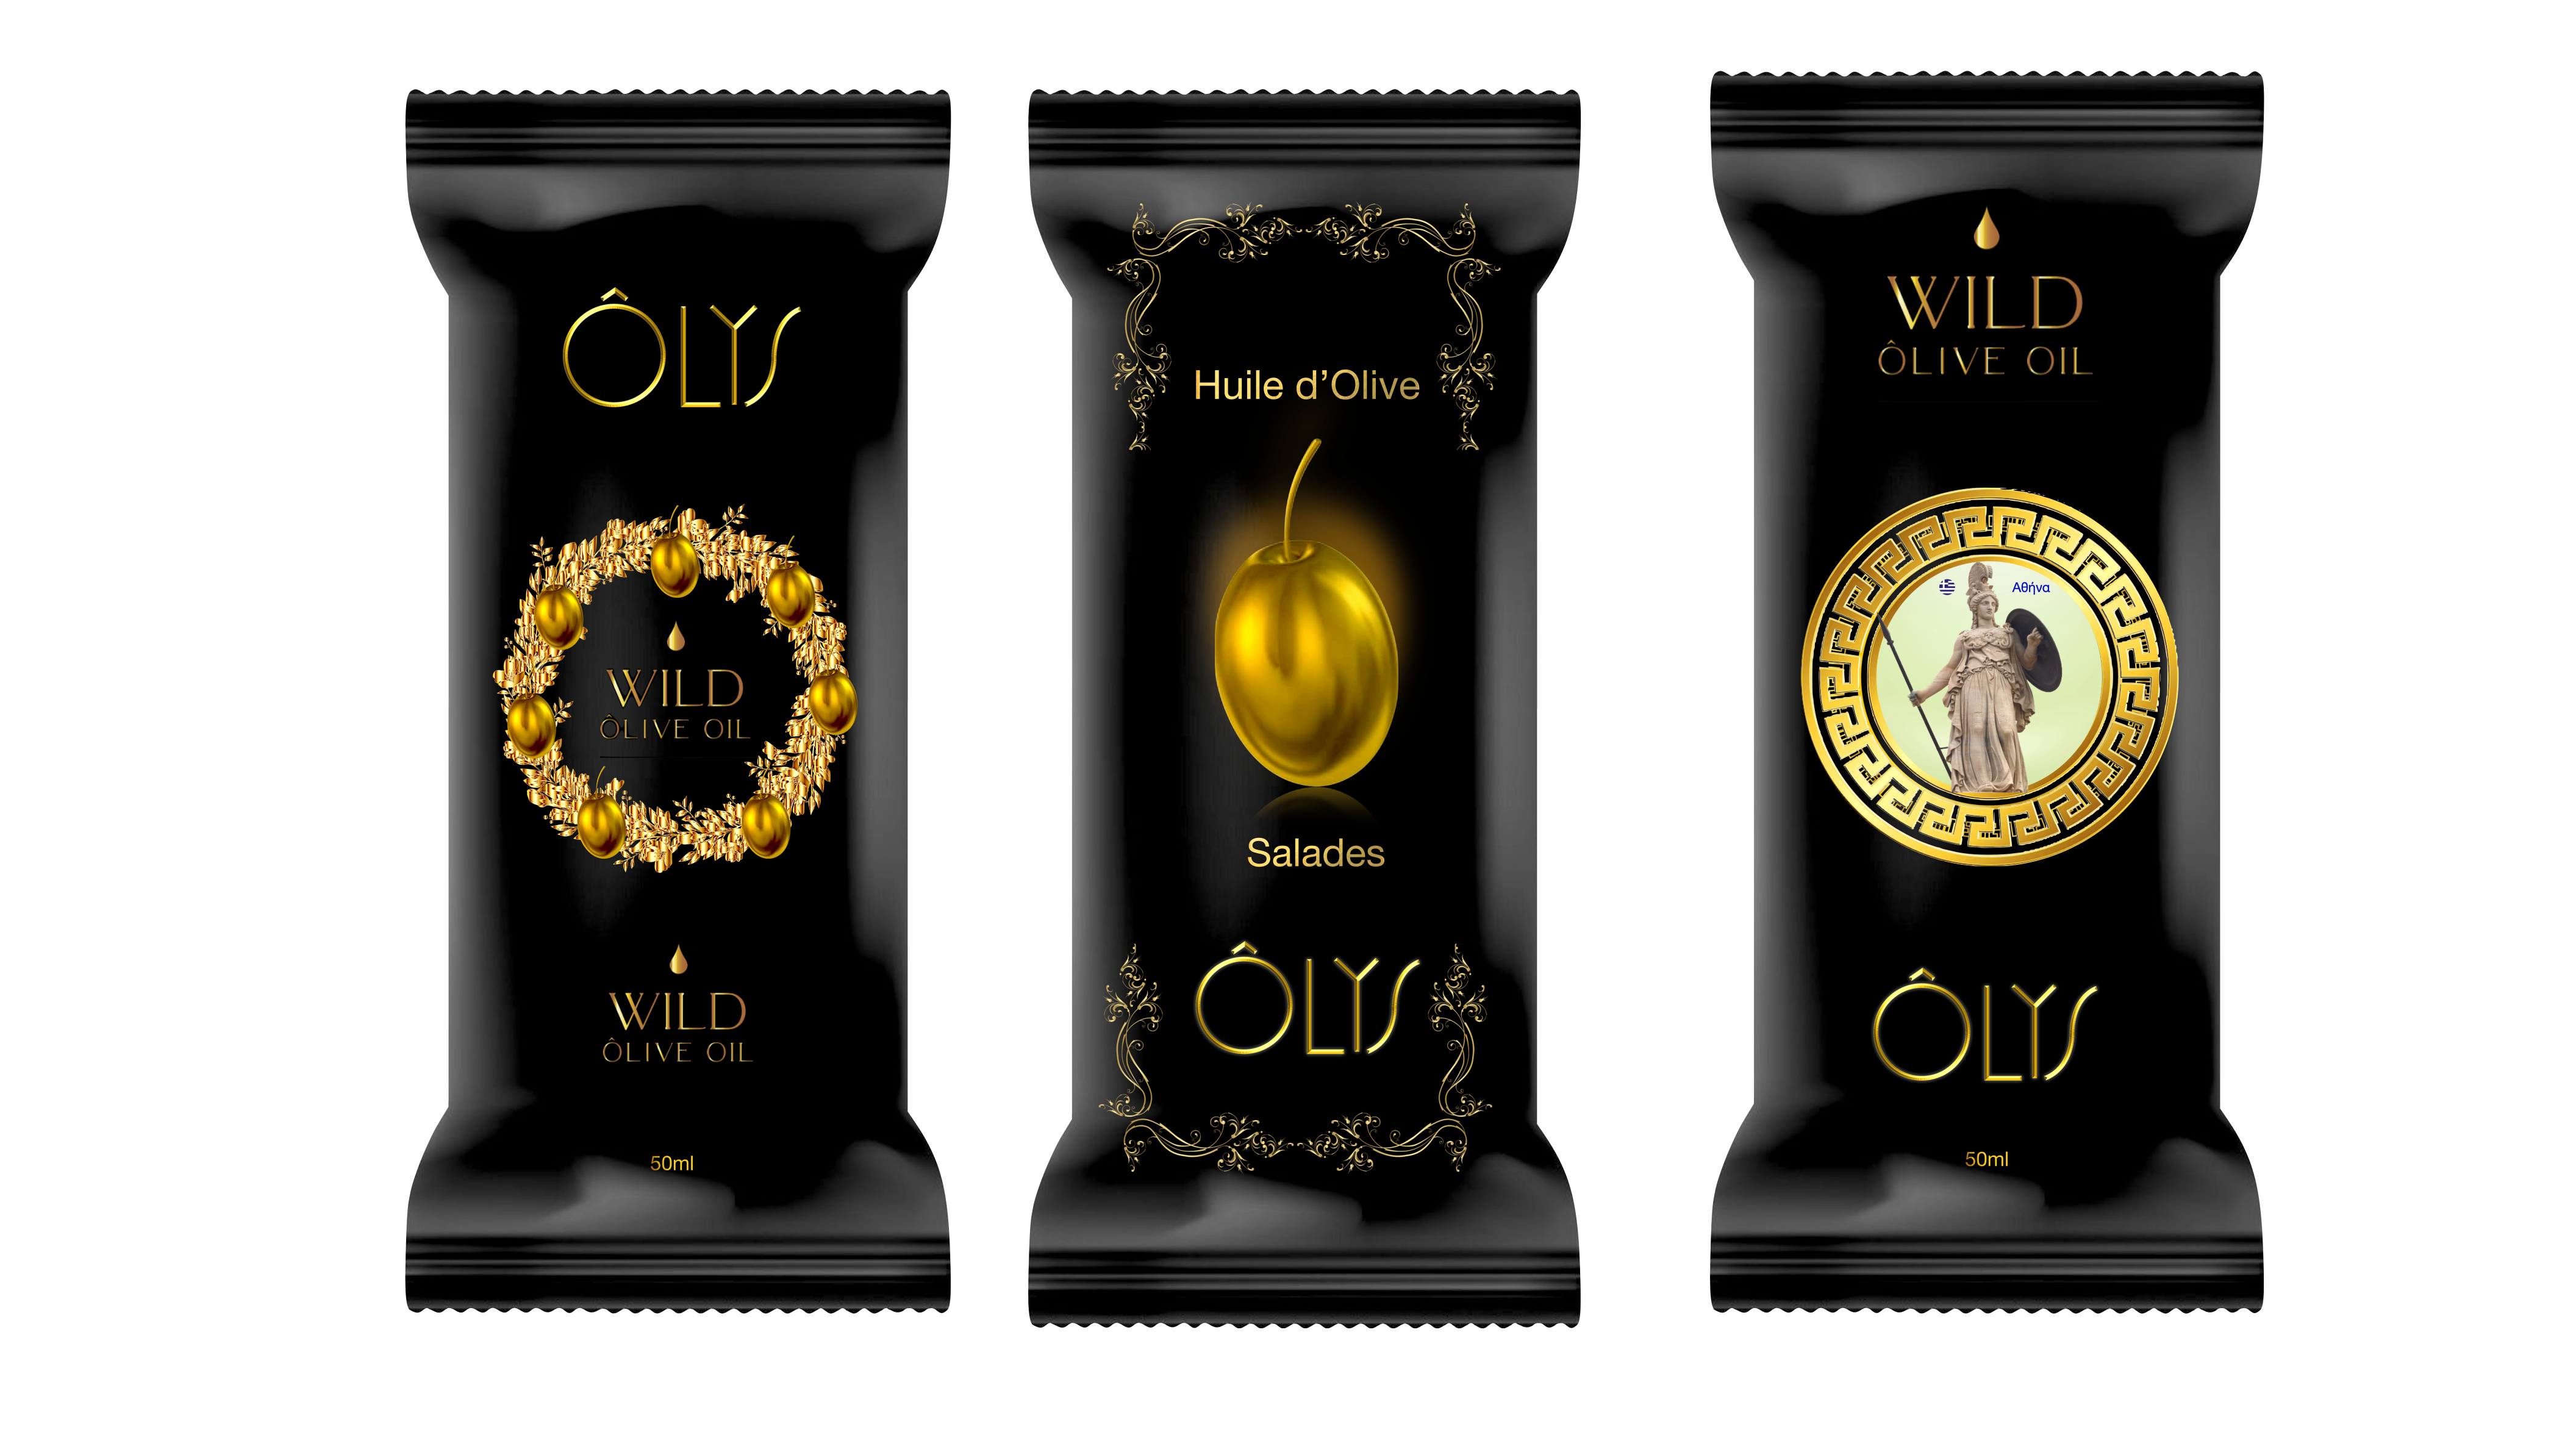 ÔLYS
WILD
ÔLIVE OIL
WILD
ÔLIVE OIL
50ml
Huile d’Olive
Salades
ÔLYS
WILD
ÔLIVE OIL
Αθήνα
ÔLYS
50ml